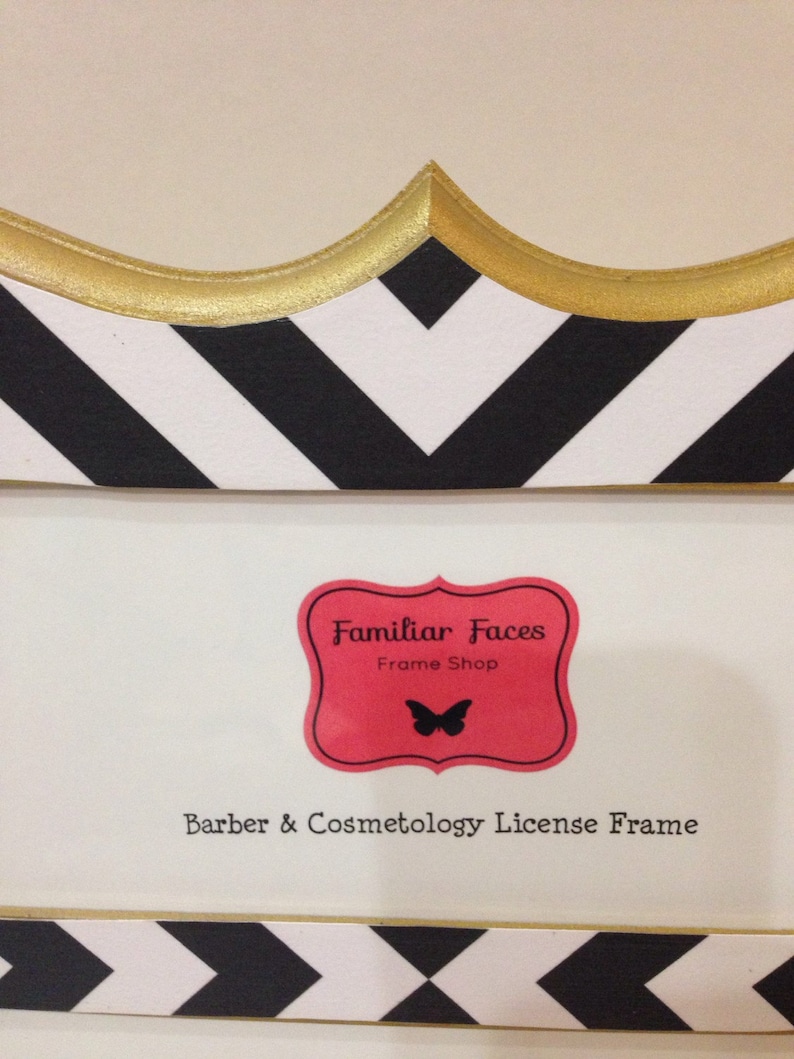 Familiar Faces
Frame Shop
Barber & Cosmetology License Frame